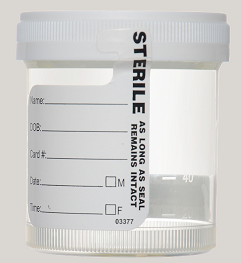 STERILE AS LONG AS SEAL
REMAINS INTACT
Name:
DOB:
Card #:
Date: M
Time: F
03377
40